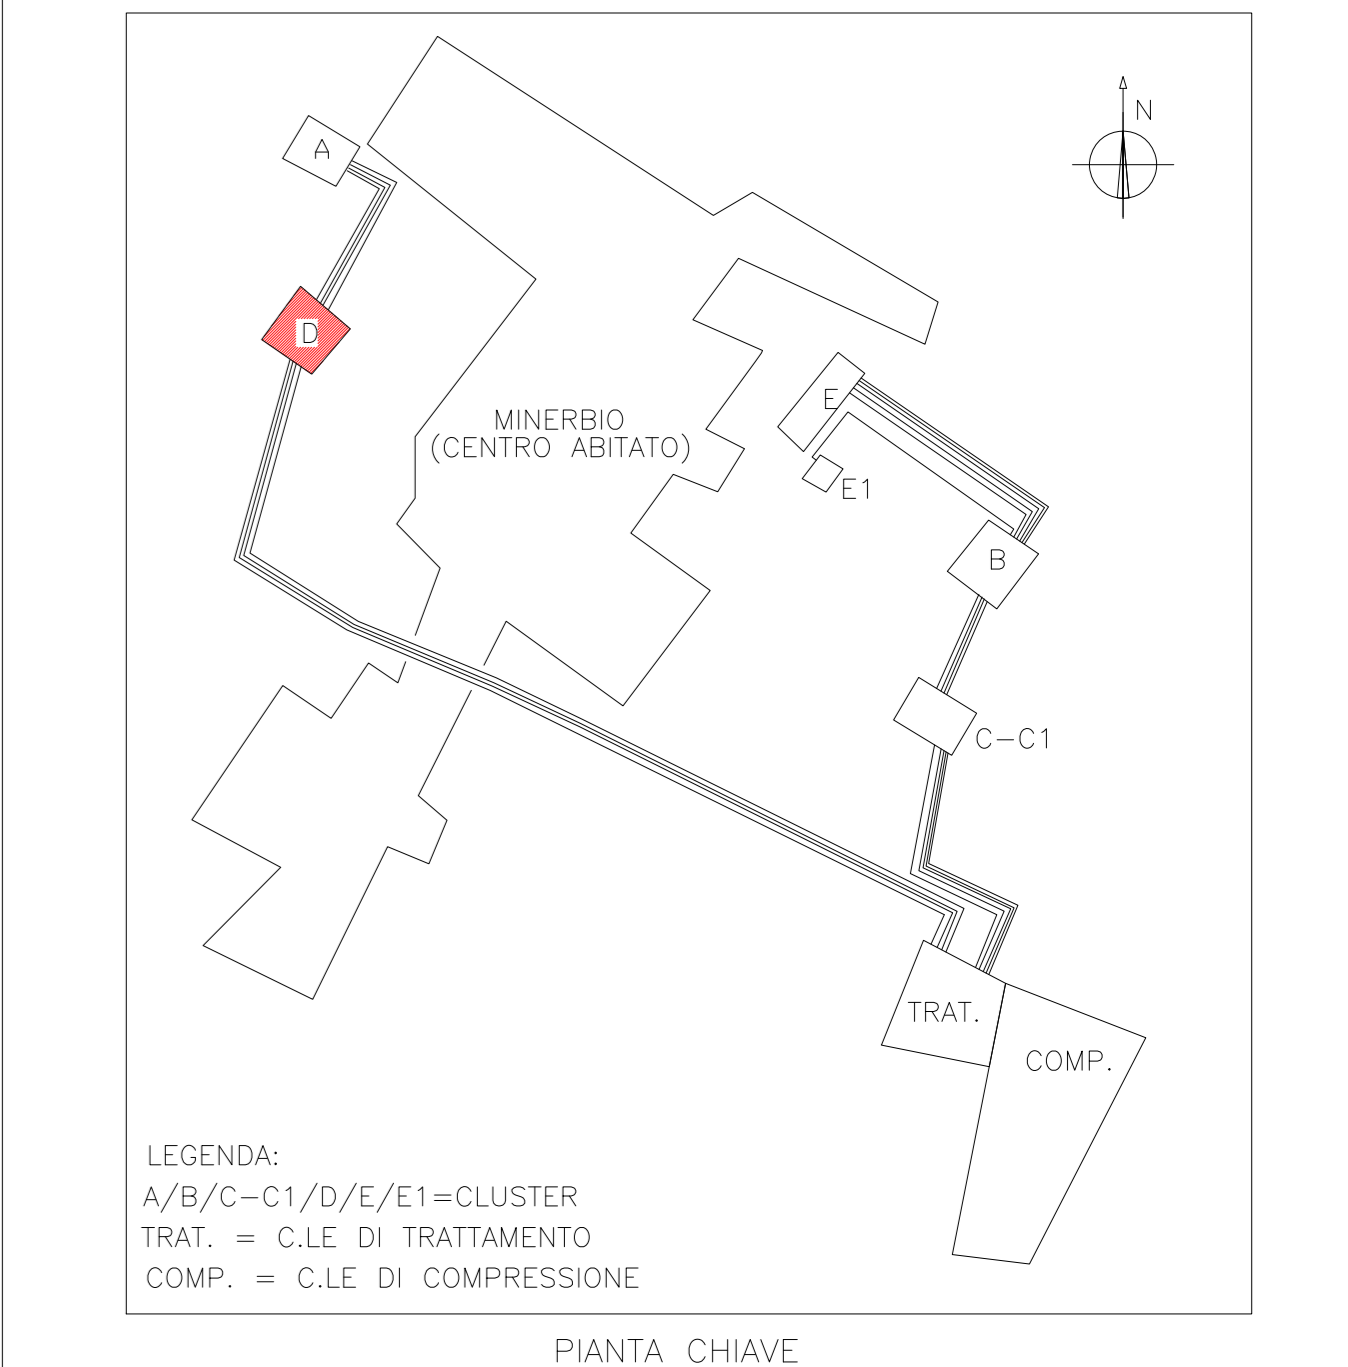 N
A
D
MINERBIO
(CENTRO ABITATO)
E
E1
B
C-C1
TRAT.
COMP.
LEGENDA:
A/B/C-C1/D/E/E1=CLUSTER
TRAT. = C.LE DI TRATTAMENTO
COMP. = C.LE DI COMPRESSIONE
PIANTA CHIAVE